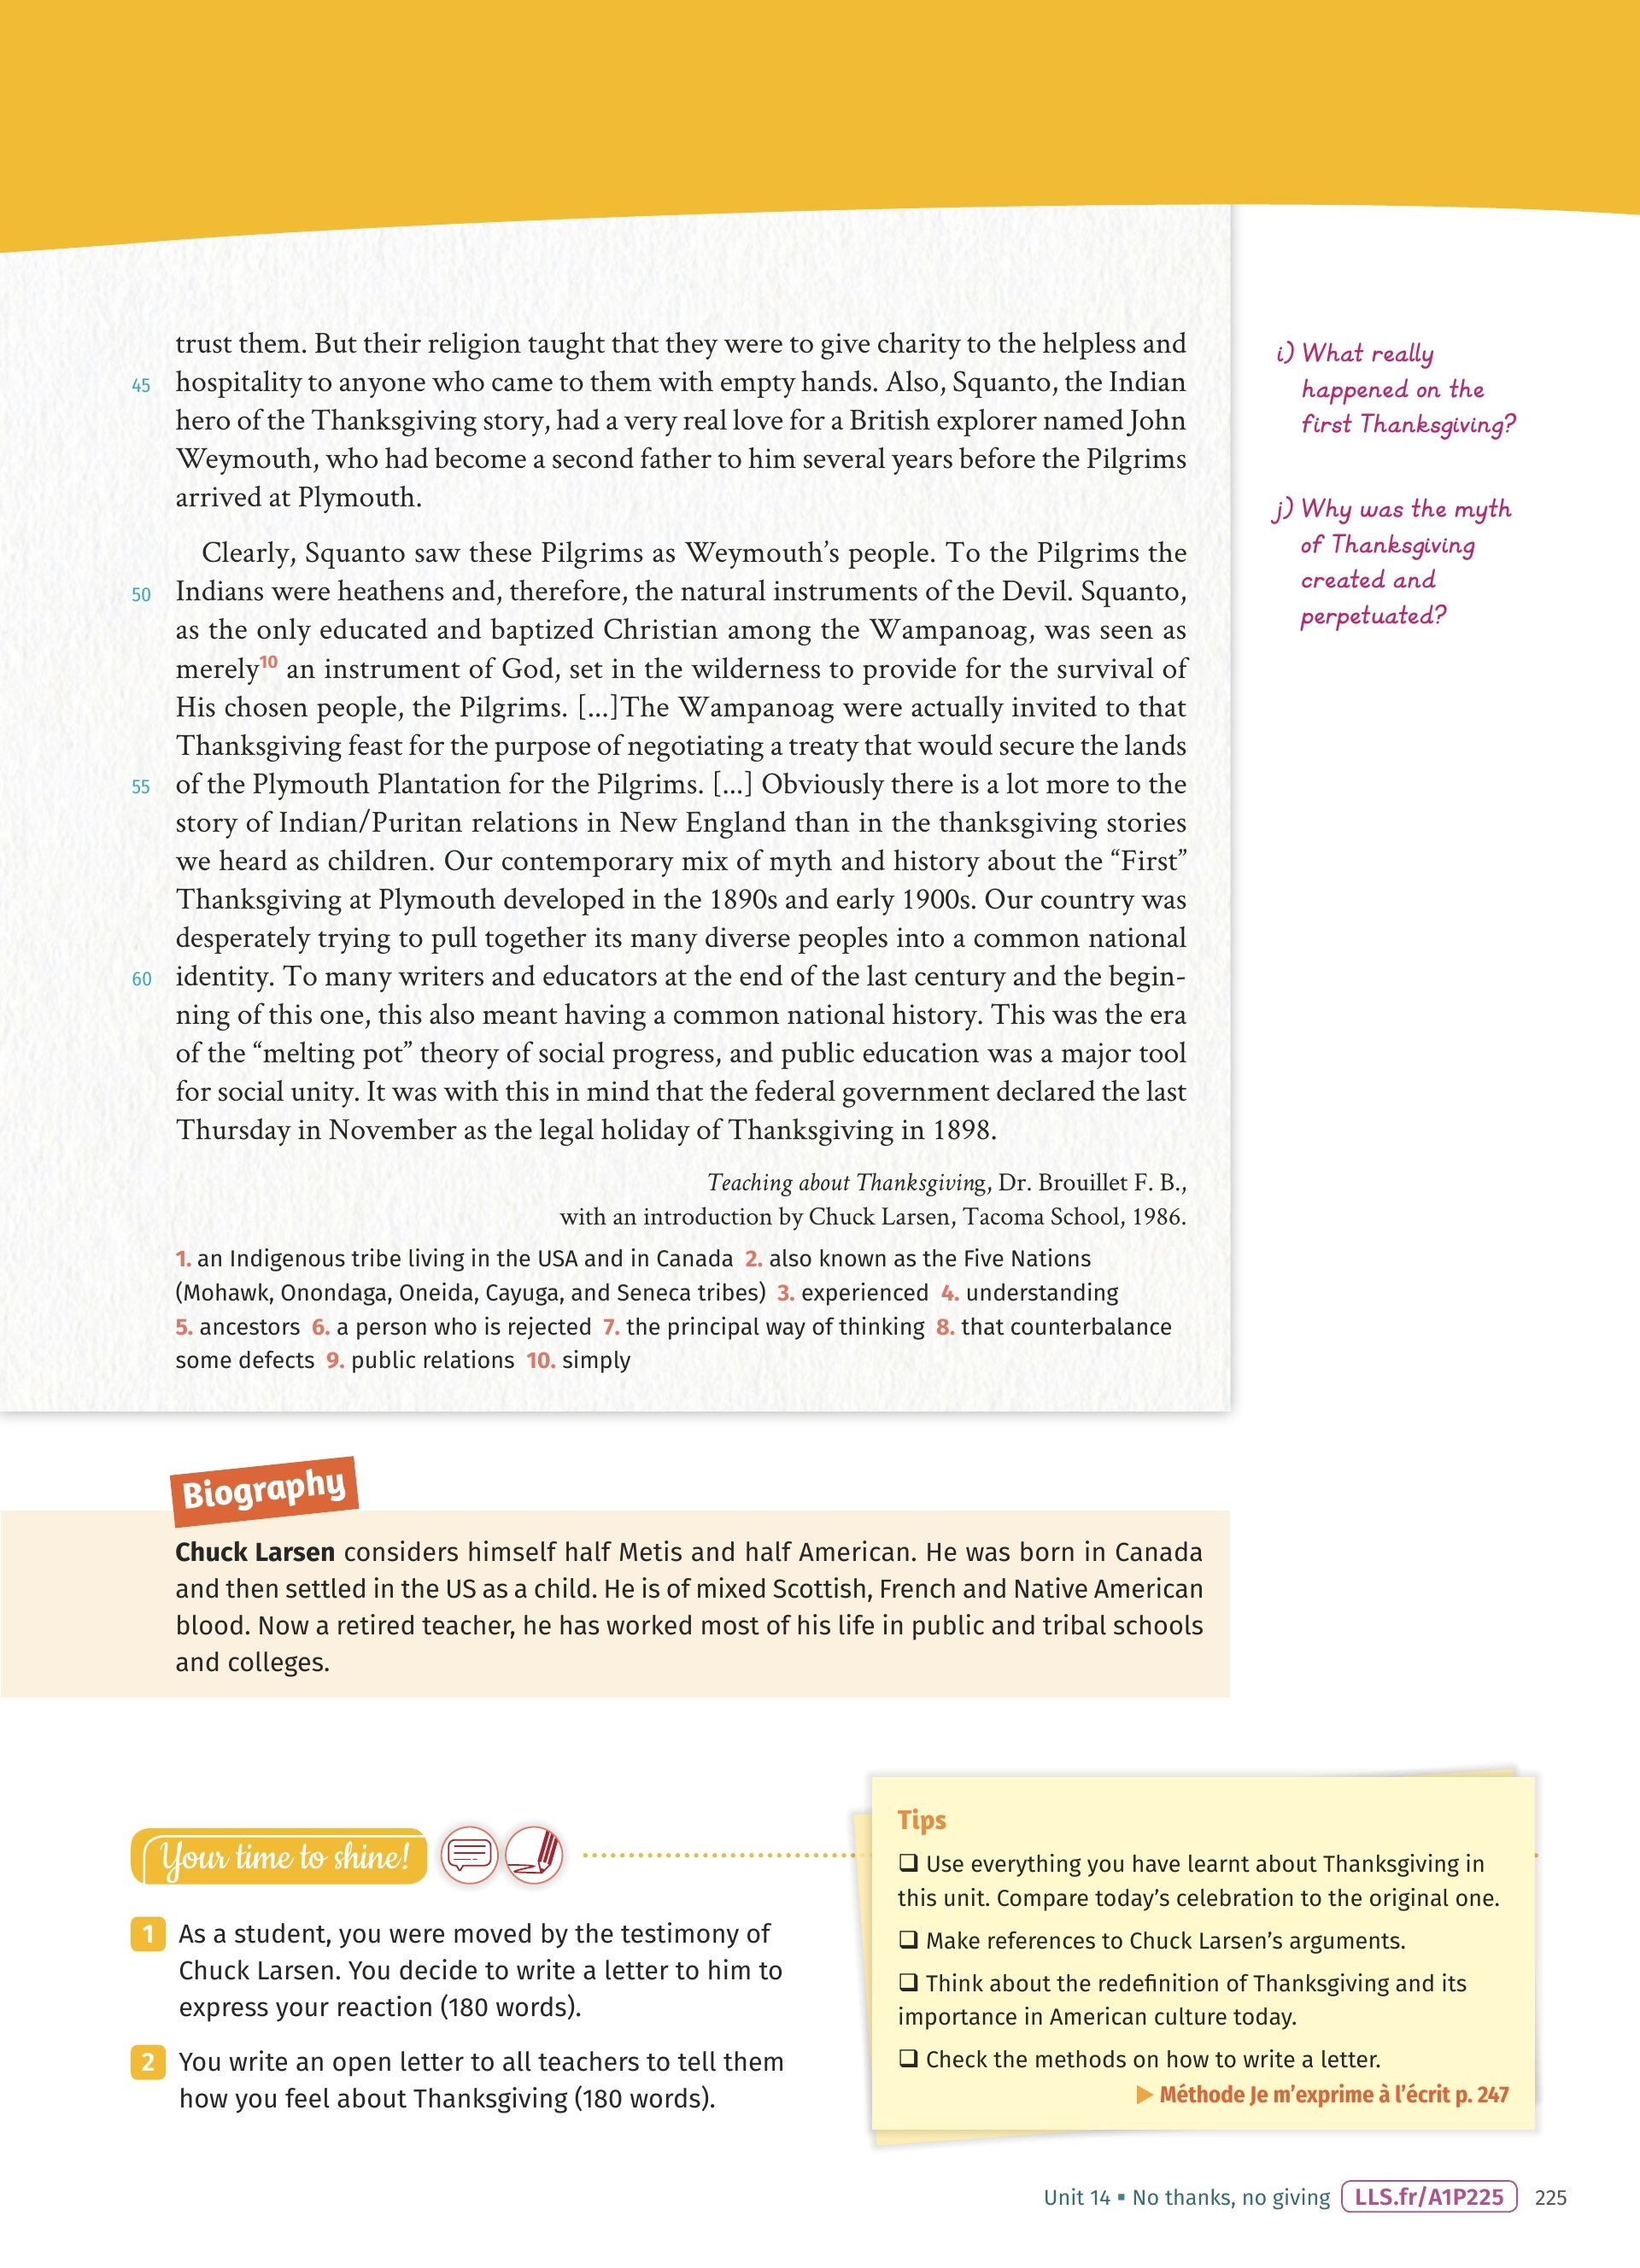 trust them. But their religion taught that they were to give charity to the helpless and
45 hospitality to anyone who came to them with empty hands. Also, Squanto, the Indian
hero of the Thanksgiving story, had a very real love for a British explorer named John
Weymouth, who had become a second father to him several years before the Pilgrims
arrived at Plymouth.
Clearly, Squanto saw these Pilgrims as Weymouth’s people. To the Pilgrims the
50 Indians were heathens and, therefore, the natural instruments of the Devil. Squanto,
as the only educated and baptized Christian among the Wampanoag, was seen as
merely10 an instrument of God, set in the wilderness to provide for the survival of
His chosen people, the Pilgrims. [...]The Wampanoag were actually invited to that
Thanksgiving feast for the purpose of negotiating a treaty that would secure the lands
55 of the Plymouth Plantation for the Pilgrims. [...] Obviously there is a lot more to the
story of Indian/Puritan relations in New England than in the thanksgiving stories
we heard as children. Our contemporary mix of myth and history about the “First”
Thanksgiving at Plymouth developed in the 1890s and early 1900s. Our country was
desperately trying to pull together its many diverse peoples into a common national
60 identity. To many writers and educators at the end of the last century and the begin-
ning of this one, this also meant having a common national history. This was the era
of the “melting pot” theory of social progress, and public education was a major tool
for social unity. It was with this in mind that the federal government declared the last
Thursday in November as the legal holiday of Thanksgiving in 1898.
Teaching about Thanksgiving, Dr. Brouillet F. B.,
with an introduction by Chuck Larsen, Tacoma School, 1986.
1. an Indigenous tribe living in the USA and in Canada 2. also known as the Five Nations
(Mohawk, Onondaga, Oneida, Cayuga, and Seneca tribes) 3. experienced 4. understanding
5. ancestors 6. a person who is rejected 7. the principal way of thinking 8. that counterbalance
some defects 9. public relations 10. simply
i) What really
happened on the
first Thanksgiving?
j) Why was the myth
of Thanksgiving
created and
perpetuated?
Biography
Chuck Larsen considers himself half Metis and half American. He was born in Canada
and then settled in the US as a child. He is of mixed Scottish, French and Native American
blood. Now a retired teacher, he has worked most of his life in public and tribal schools
and colleges.
Your time to shine!
1 As a student, you were moved by the testimony of
Chuck Larsen. You decide to write a letter to him to
express your reaction (180 words).
2 You write an open letter to all teachers to tell them
how you feel about Thanksgiving (180 words).
Tips
❑ Use everything you have learnt about Thanksgiving in
this unit. Compare today’s celebration to the original one.
❑ Make references to Chuck Larsen’s arguments.
❑ Think about the redefinition of Thanksgiving and its
importance in American culture today.
❑ Check the methods on how to write a letter.
▶ Méthode Je m’exprime à l’écrit p. 247
Unit 14 ▪ No thanks, no giving LLS.fr/A1P225 225